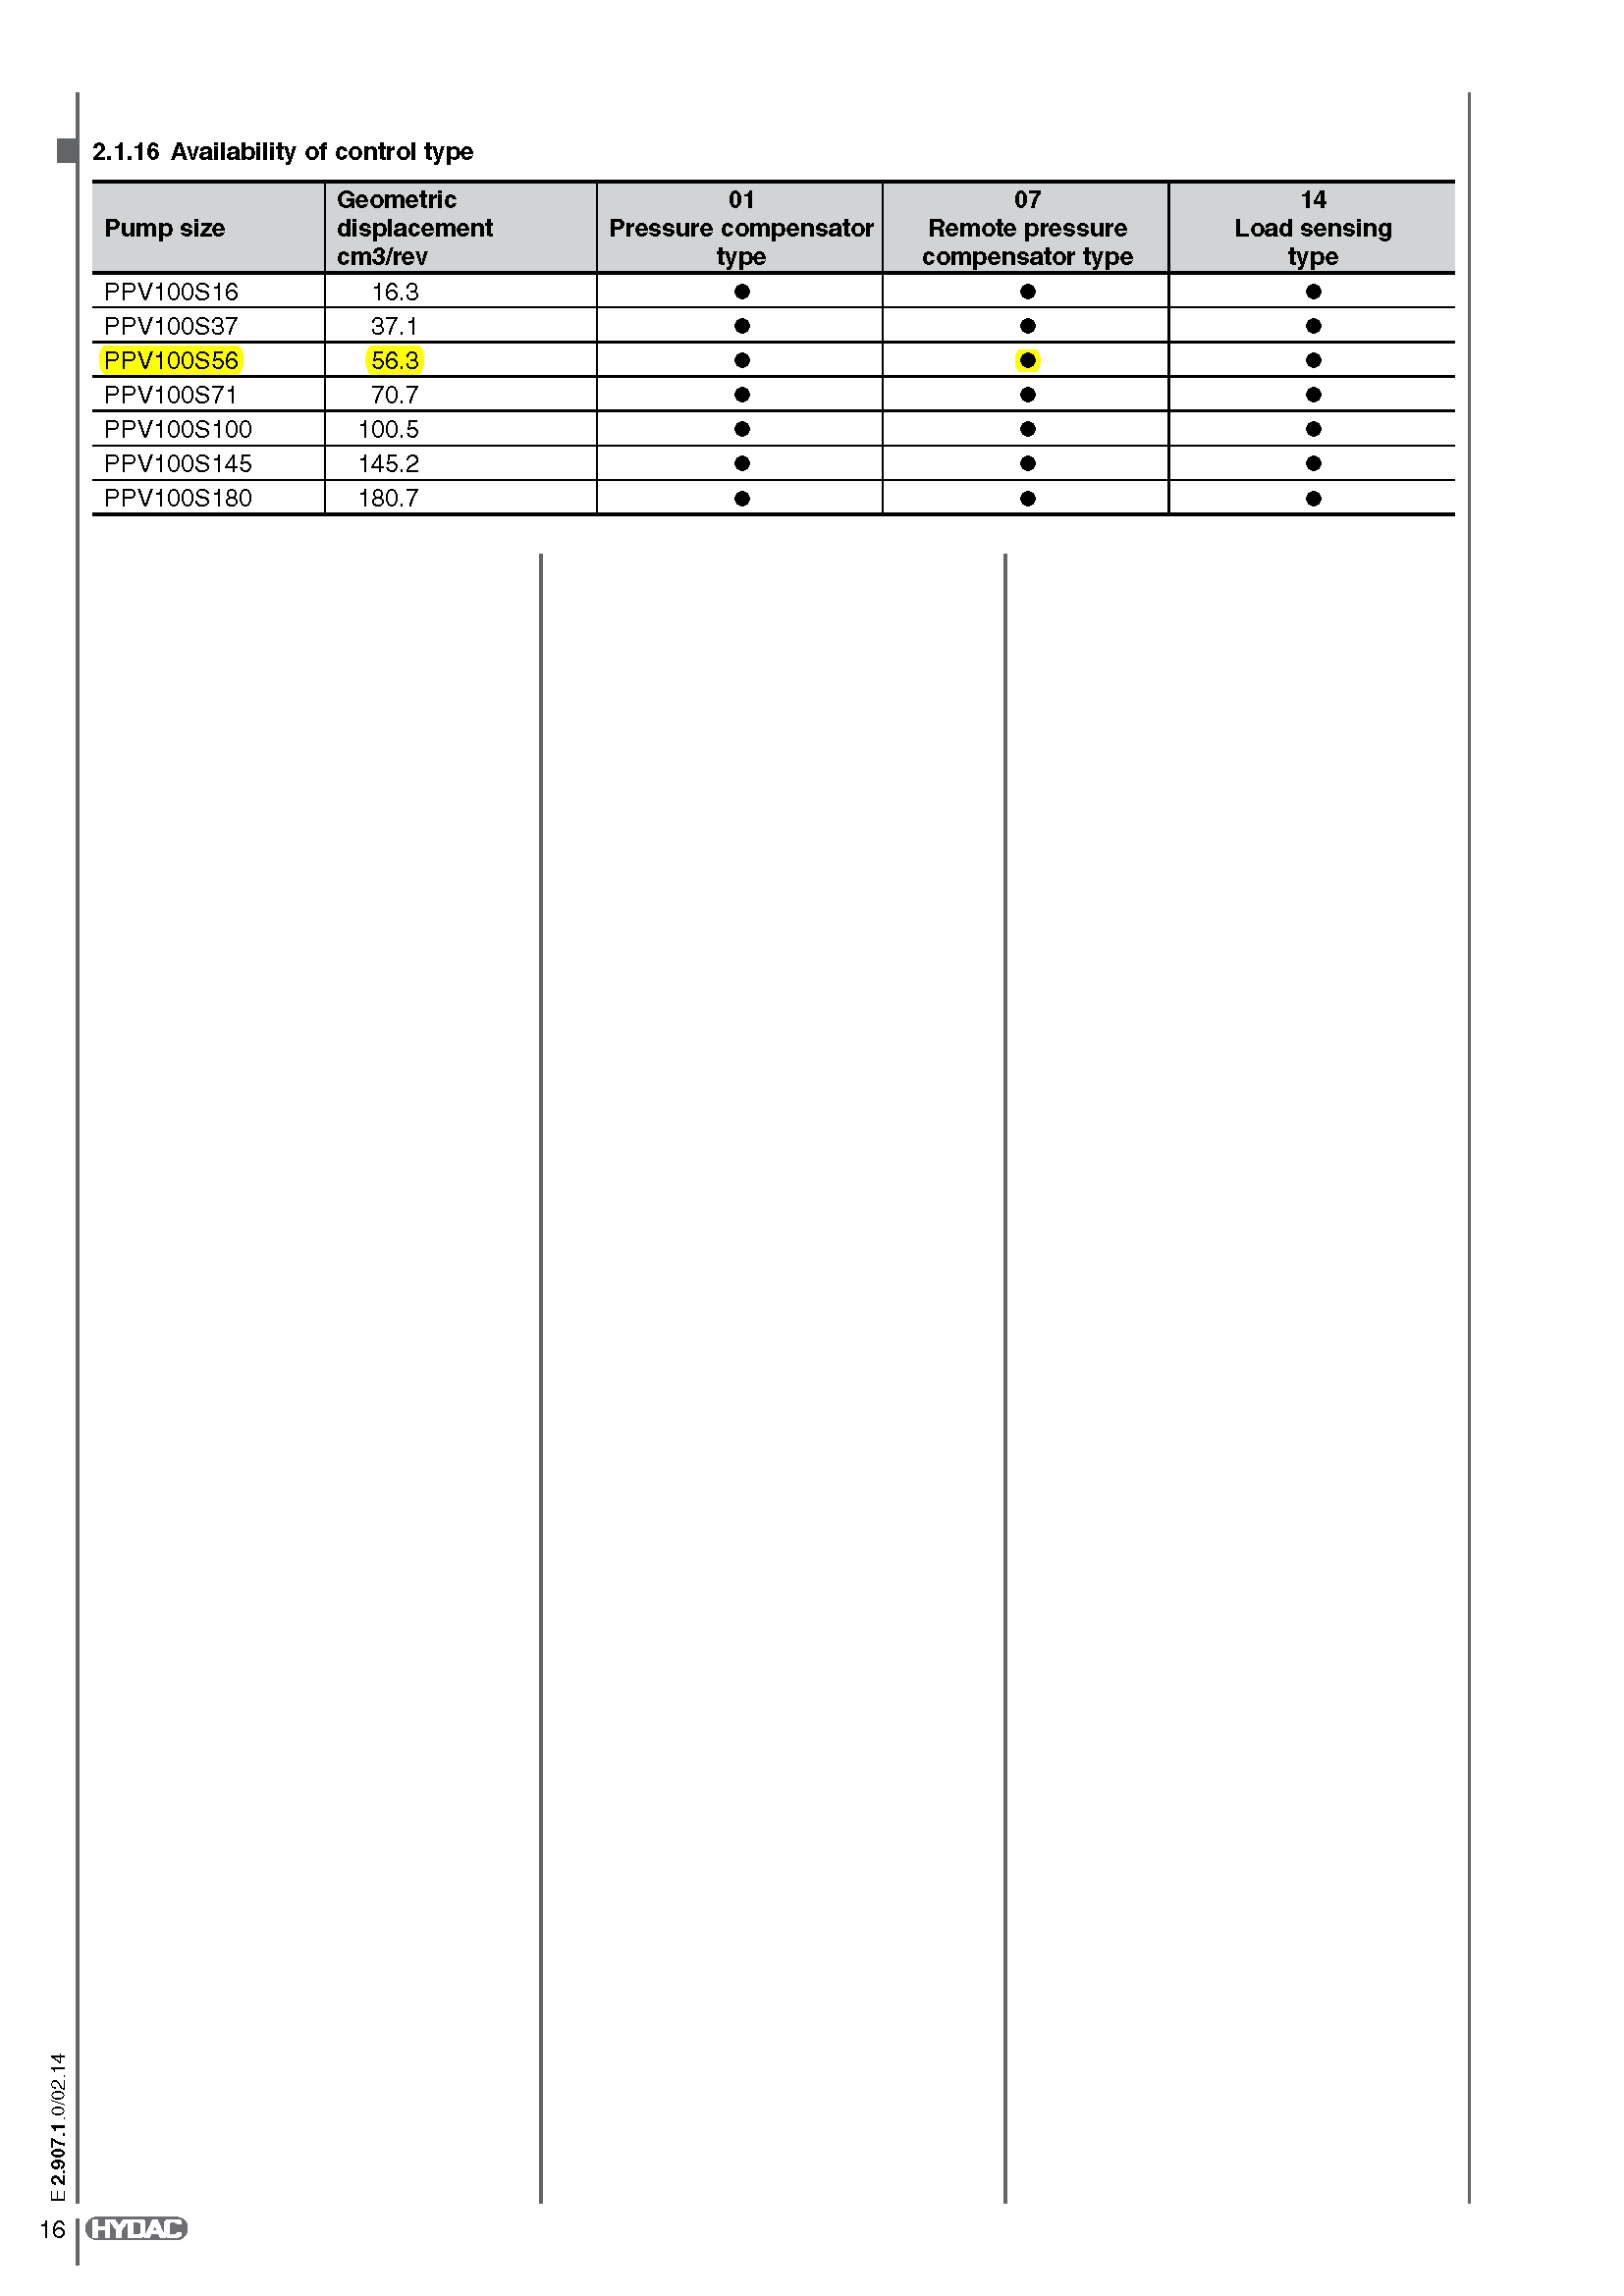 2.1.16 Availability of control type
Pump size
Geometric
displacement
cm3/rev
01
Pressure compensator
type
07
Remote pressure
compensator type
14
Load sensing
type
PPV100S16 16.3 ● ● ●
PPV100S37 37.1 ● ● ●
PPV100S56 56.3 ● ● ●
PPV100S71 70.7 ● ● ●
PPV100S100 100.5 ● ● ●
PPV100S145 145.2 ● ● ●
PPV100S180 180.7 ● ● ●
E 2.907.1.0/02.14
16 HYDAC